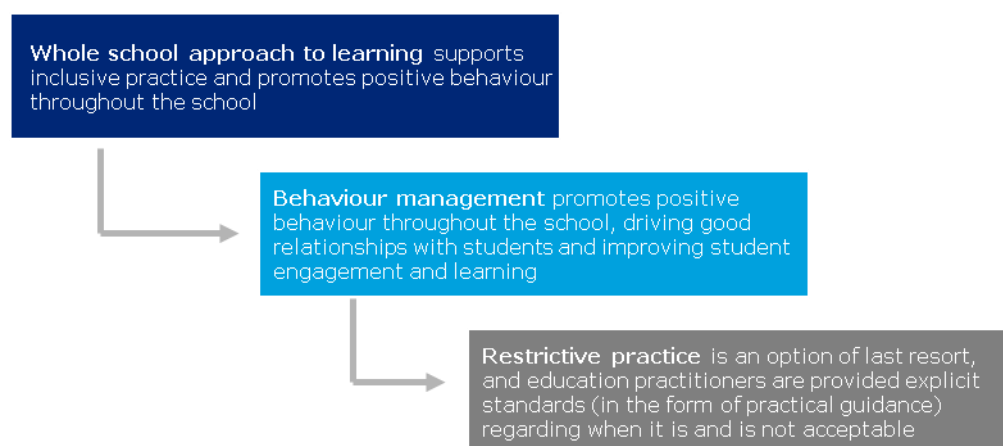 Whole school approach to learning supports
inclusive practice and promotes positive behaviour
throughout the school
Behaviour management promotes positive
behaviour throughout the school, driving good
relationships with students and improving student
engagement and learning
Restrictive practice is an option of last resort,
and education practitioners are provided explicit
standards (in the form of practical guidance)
regarding when it is and is not acceptable